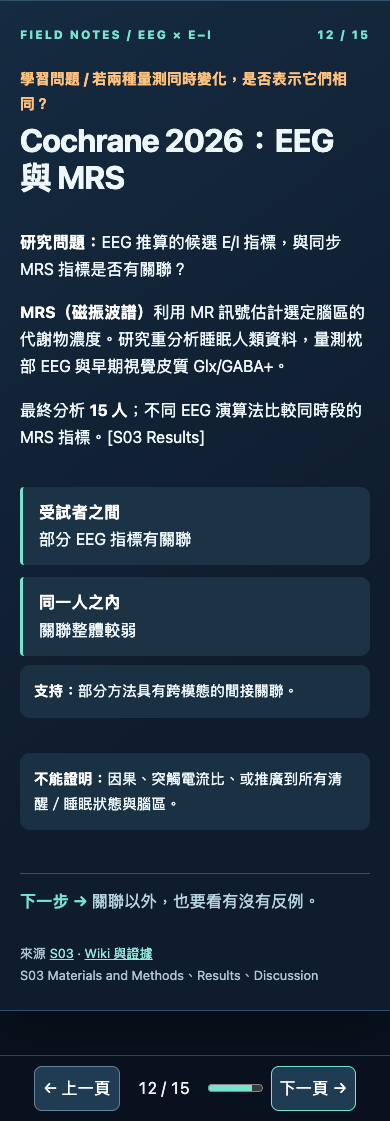 FIELD NOTES / EEG × E–I
12 / 15
學習問題 / 若兩種量測同時變化，是否表示它們相
同？
Cochrane 2026：EEG
與 MRS
研究問題：EEG 推算的候選 E/I 指標，與同步
MRS 指標是否有關聯？
MRS（磁振波譜）利用 MR 訊號估計選定腦區的
代謝物濃度。研究重分析睡眠人類資料，量測枕
部 EEG 與早期視覺皮質 Glx/GABA+。
最終分析 15 人；不同 EEG 演算法比較同時段的
MRS 指標。[S03 Results]
受試者之間
部分 EEG 指標有關聯
同一人之內
關聯整體較弱
支持：部分方法具有跨模態的間接關聯。
不能證明：因果、突觸電流比、或推廣到所有清
醒 / 睡眠狀態與腦區。
下一步 → 關聯以外，也要看有沒有反例。
來源 S03 · Wiki 與證據
S03 Materials and Methods、Results、Discussion
← 上一頁
12 / 15
下一頁 →